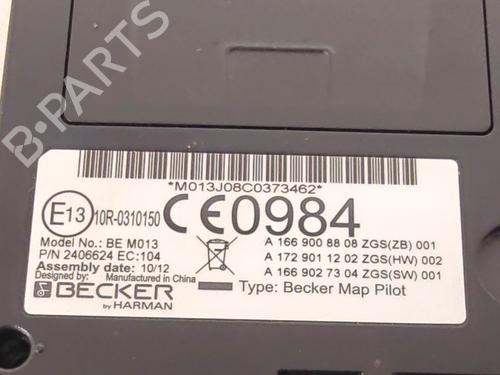 B-PARTS
*M013J08C0373462*
E13 10R-0310150 CE0984
Model No.: BE M013
P/N 2406624 EC:104
Assembly date: 10/12
Designed by: Manufactured in China
BECKER
by HARMAN
A 166 900 88 08 ZGS(ZB) 001
A 172 901 12 02 ZGS(HW) 002
A 166 902 73 04 ZGS(SW) 001
Type: Becker Map Pilot